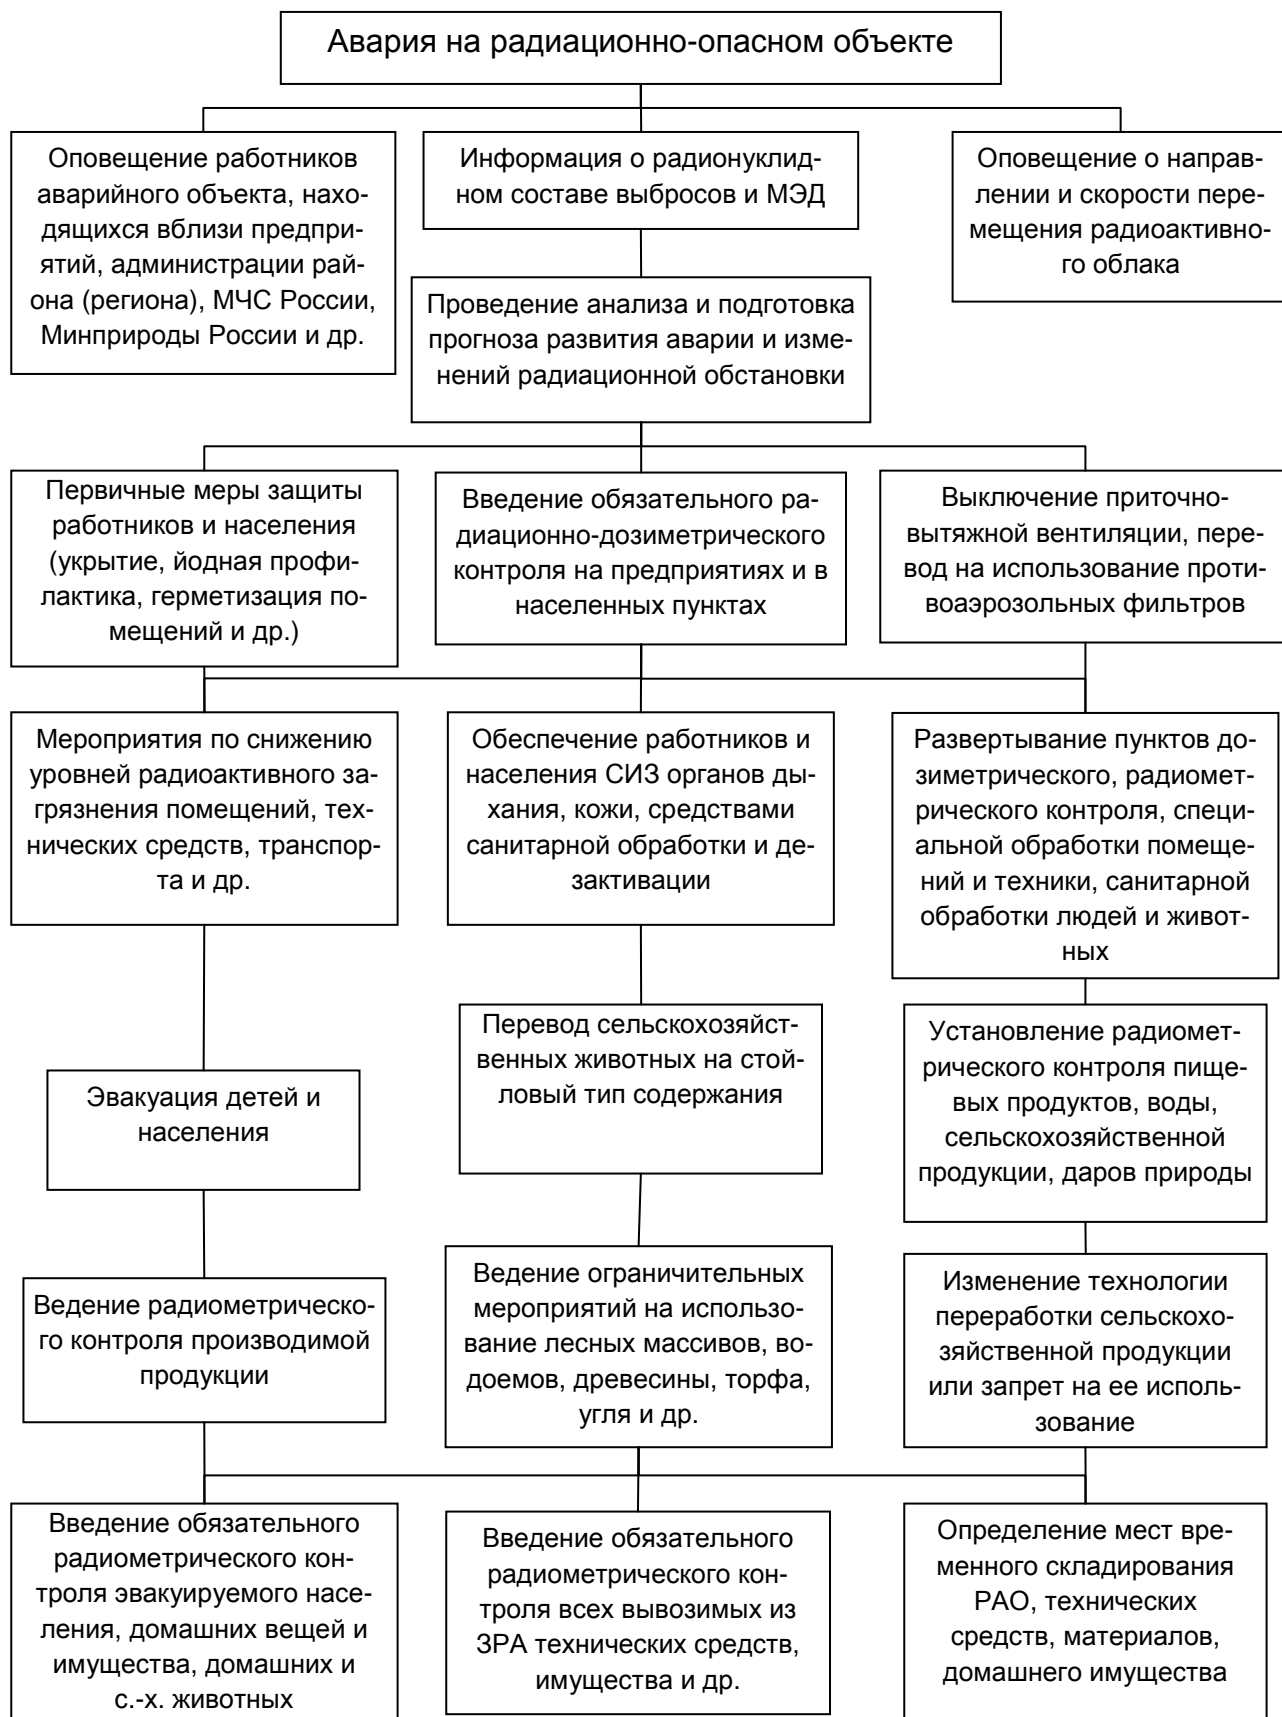 Авария на радиационно-опасном объекте
Оповещение работников
аварийного объекта, нахо-
дящихся вблизи предпри-
ятий, администрации рай-
она (региона), МЧС России,
Минприроды России и др.
Информация о радионуклид-
ном составе выбросов и МЭД
Оповещение о направ-
лении и скорости пере-
мещения радиоактивно-
го облака
Проведение анализа и подготовка
прогноза развития аварии и изме-
нений радиационной обстановки
Первичные меры защиты
работников и населения
(укрытие, йодная профи-
лактика, герметизация по-
мещений и др.)
Введение обязательного ра-
диационно-дозиметрического
контроля на предприятиях и в
населенных пунктах
Выключение приточно-
вытяжной вентиляции, пере-
вод на использование проти-
воаэрозольных фильтров
Мероприятия по снижению
уровней радиоактивного за-
грязнения помещений, тех-
нических средств, транспор-
та и др.
Обеспечение работников и
населения СИЗ органов ды-
хания, кожи, средствами
санитарной обработки и де-
зактивации
Развертывание пунктов до-
зиметрического, радиомет-
рического контроля, специ-
альной обработки помеще-
ний и техники, санитарной
обработки людей и живот-
ных
Эвакуация детей и
населения
Перевод сельскохозяйст-
венных животных на стой-
ловый тип содержания
Установление радиомет-
рического контроля пище-
вых продуктов, воды,
сельскохозяйственной
продукции, даров природы
Ведение радиометрическо-
го контроля производимой
продукции
Ведение ограничительных
мероприятий на использо-
вание лесных массивов, во-
доемов, древесины, торфа,
угля и др.
Изменение технологии
переработки сельскохо-
зяйственной продукции
или запрет на ее исполь-
зование
Введение обязательного
радиометрического кон-
троля эвакуируемого насе-
ления, домашних вещей и
имущества, домашних и
с.-х. животных
Введение обязательного
радиометрического кон-
троля всех вывозимых из
ЗРА технических средств,
имущества и др.
Определение мест вре-
менного складирования
РАО, технических
средств, материалов,
домашнего имущества